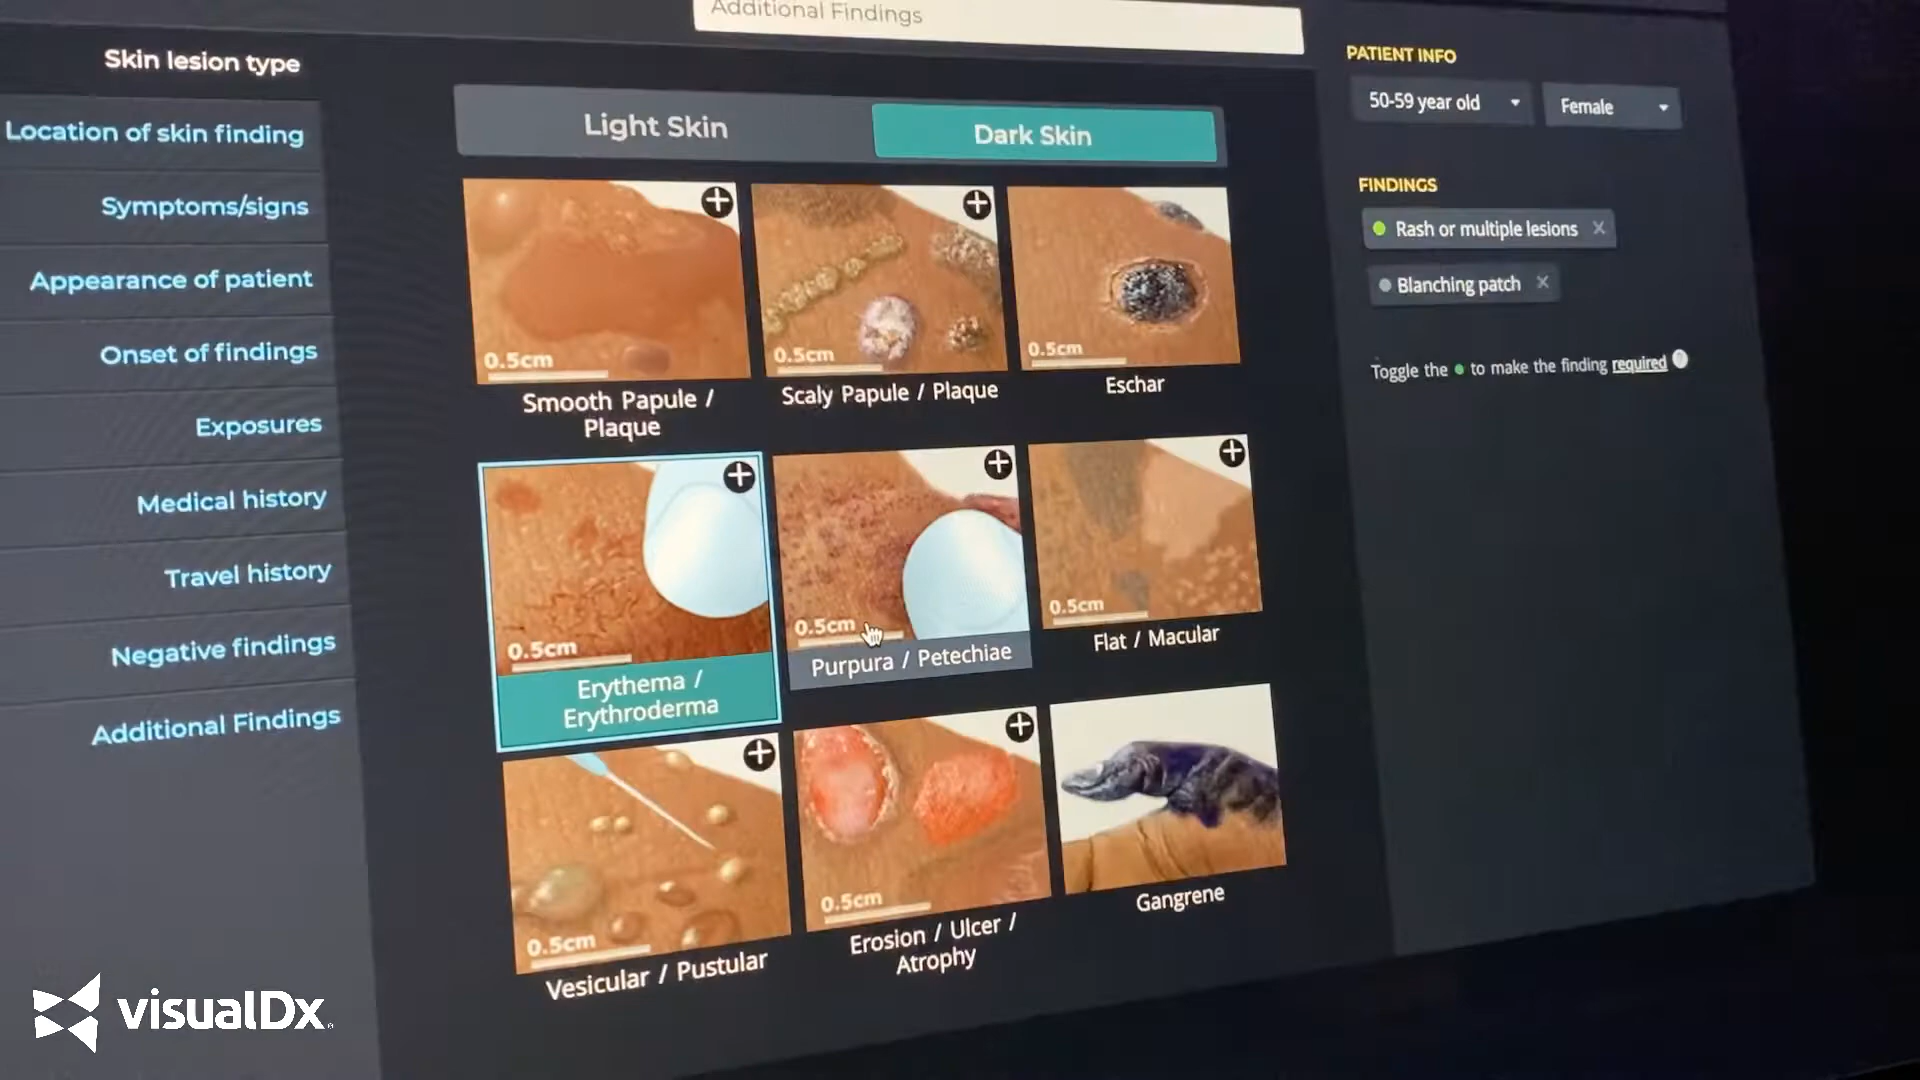 Additional Findings
Skin lesion type
Location of skin finding
Symptoms/signs
Appearance of patient
Onset of findings
Exposures
Medical history
Travel history
Negative findings
Additional Findings
Light Skin
Dark Skin
0.5cm
Smooth Papule /
Plaque
0.5cm
Scaly Papule / Plaque
0.5cm
Eschar
0.5cm
Erythema /
Erythroderma
0.5cm
Purpura / Petechiae
0.5cm
Flat / Macular
0.5cm
Vesicular / Pustular
0.5cm
Erosion / Ulcer /
Atrophy
Gangrene
PATIENT INFO
50-59 year old
Female
FINDINGS
Rash or multiple lesions
Blanching patch
Toggle the ● to make the finding required
visualDx